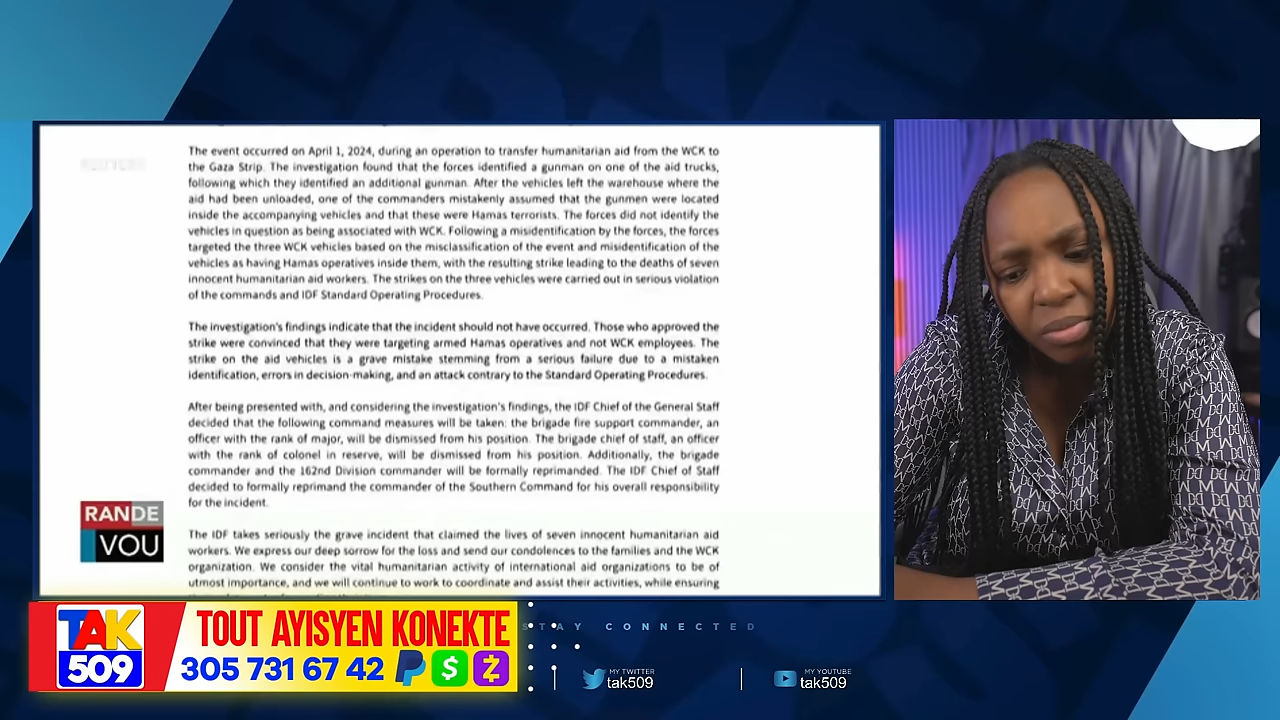 The event occurred on April 1, 2024, during an operation to transfer humanitarian aid from the WCK to
the Gaza Strip. The investigation found that the forces identified a gunman on one of the aid trucks,
following which they identified an additional gunman. After the vehicles left the warehouse where the
aid had been unloaded, one of the commanders mistakenly assumed that the gunmen were located
inside the accompanying vehicles and that these were Hamas terrorists. The forces did not identify the
vehicles in question as being associated with WCK. Following a misidentification by the forces, the forces
targeted the three WCK vehicles based on the misclassification of the event and misidentification of the
vehicles as having Hamas operatives inside them, with the resulting strike leading to the deaths of seven
innocent humanitarian aid workers. The strikes on the three vehicles were carried out in serious violation
of the commands and IDF Standard Operating Procedures.
The investigation's findings indicate that the incident should not have occurred. Those who approved the
strike were convinced that they were targeting armed Hamas operatives and not WCK employees. The
strike on the aid vehicles is a grave mistake stemming from a serious failure due to a mistaken
identification, errors in decision-making, and an attack contrary to the Standard Operating Procedures.
After being presented with, and considering the investigation's findings, the IDF Chief of the General Staff
decided that the following command measures will be taken: the brigade fire support commander, an
officer with the rank of major, will be dismissed from his position. The brigade chief of staff, an officer
with the rank of colonel in reserve, will be dismissed from his position. Additionally, the brigade
commander and the 162nd Division commander will be formally reprimanded. The IDF Chief of Staff
decided to formally reprimand the commander of the Southern Command for his overall responsibility
for the incident.
The IDF takes seriously the grave incident that claimed the lives of seven innocent humanitarian aid
workers. We express our deep sorrow for the loss and send our condolences to the families and the WCK
organization. We consider the vital humanitarian activity of international aid organizations to be of
utmost importance, and we will continue to work to coordinate and assist their activities, while ensuring
RANDE
VOU
TAK
509
TOUT AYISYEN KONEKTE
305 731 67 42
STAY CONNECTED
MY TWITTER
tak509
MY YOUTUBE
tak509